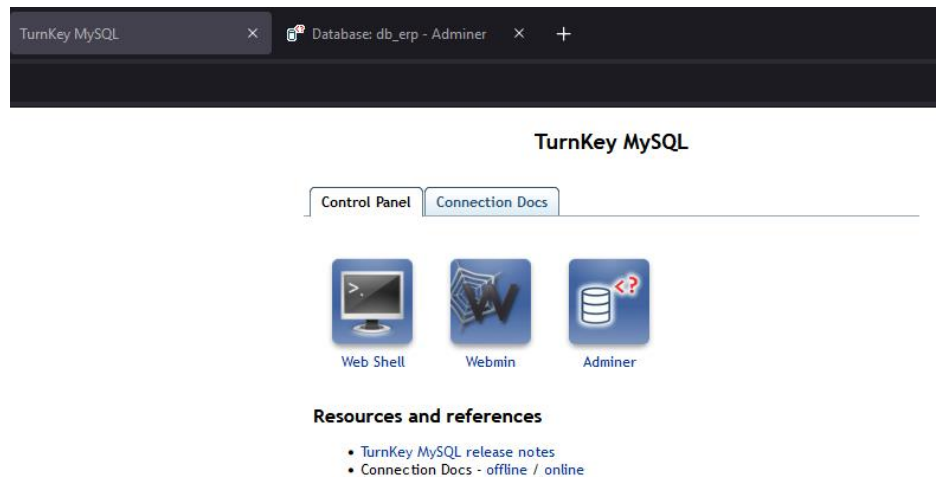 TurnKey MySQL
Database: db_erp - Adminer
TurnKey MySQL
Control Panel
Connection Docs
>_
W
<?
Web Shell
Webmin
Adminer
Resources and references
• TurnKey MySQL release notes
• Connection Docs - offline / online